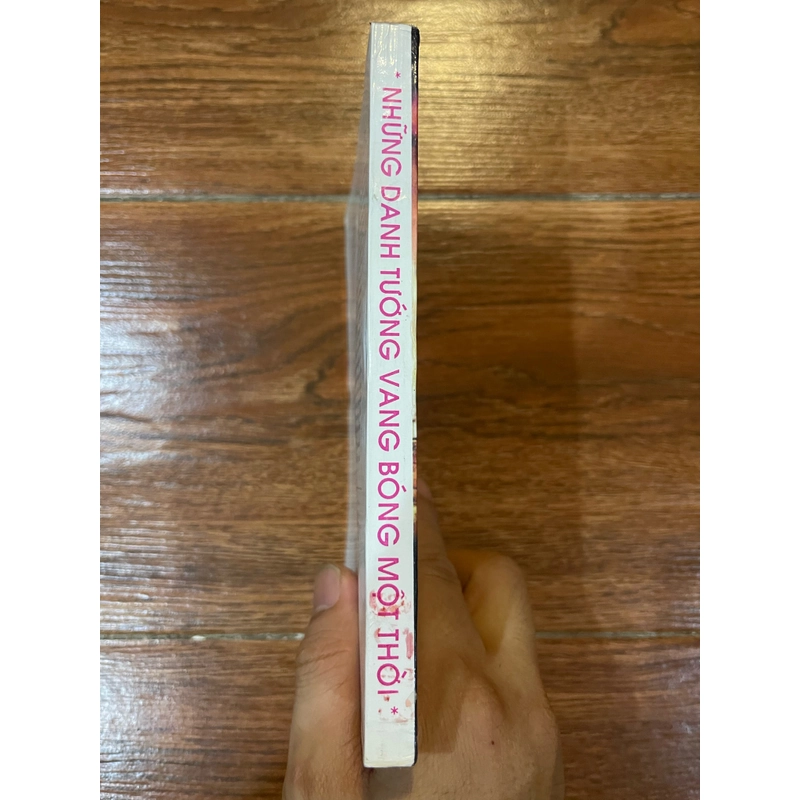 * NHỮNG DANH TƯỚNG VANG BÓNG MỘT THỜI *